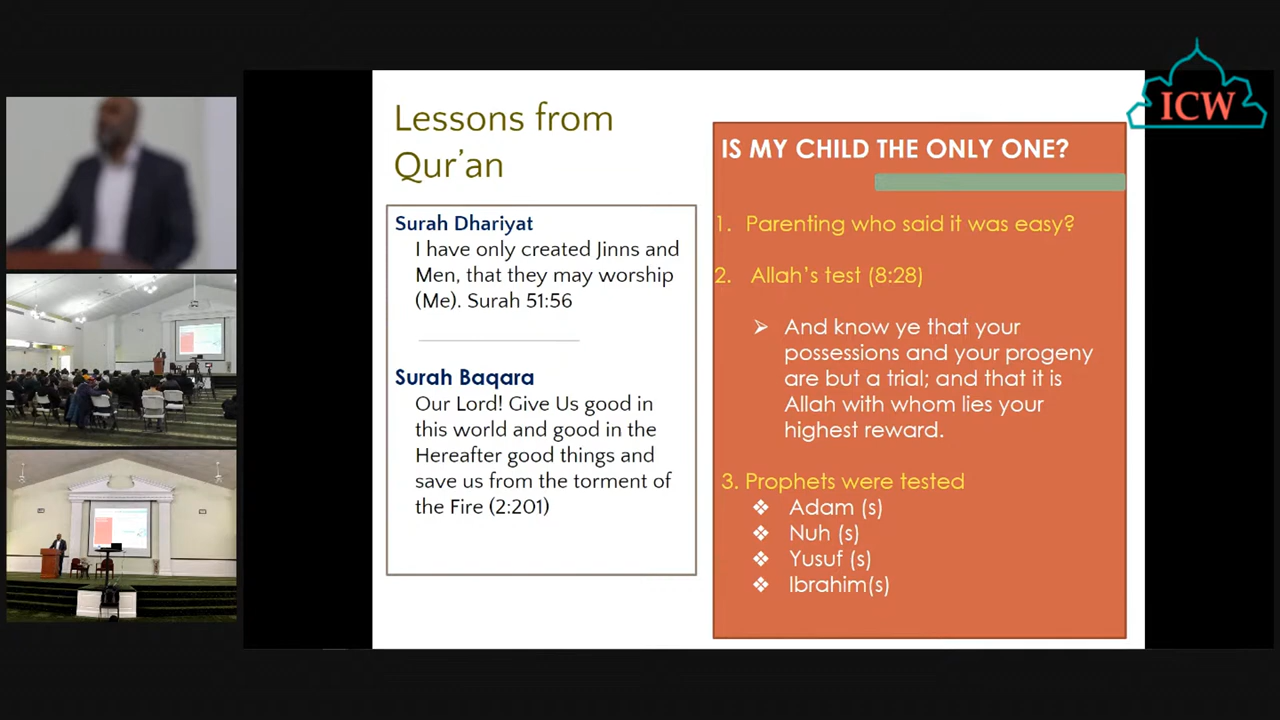 ICW
Lessons from
Qur’an
Surah Dhariyat
I have only created Jinns and
Men, that they may worship
(Me). Surah 51:56
Surah Baqara
Our Lord! Give Us good in
this world and good in the
Hereafter good things and
save us from the torment of
the Fire (2:201)
IS MY CHILD THE ONLY ONE?
1. Parenting who said it was easy?
2. Allah’s test (8:28)
➢ And know ye that your
possessions and your progeny
are but a trial; and that it is
Allah with whom lies your
highest reward.
3. Prophets were tested
❖ Adam (s)
❖ Nuh (s)
❖ Yusuf (s)
❖ Ibrahim(s)